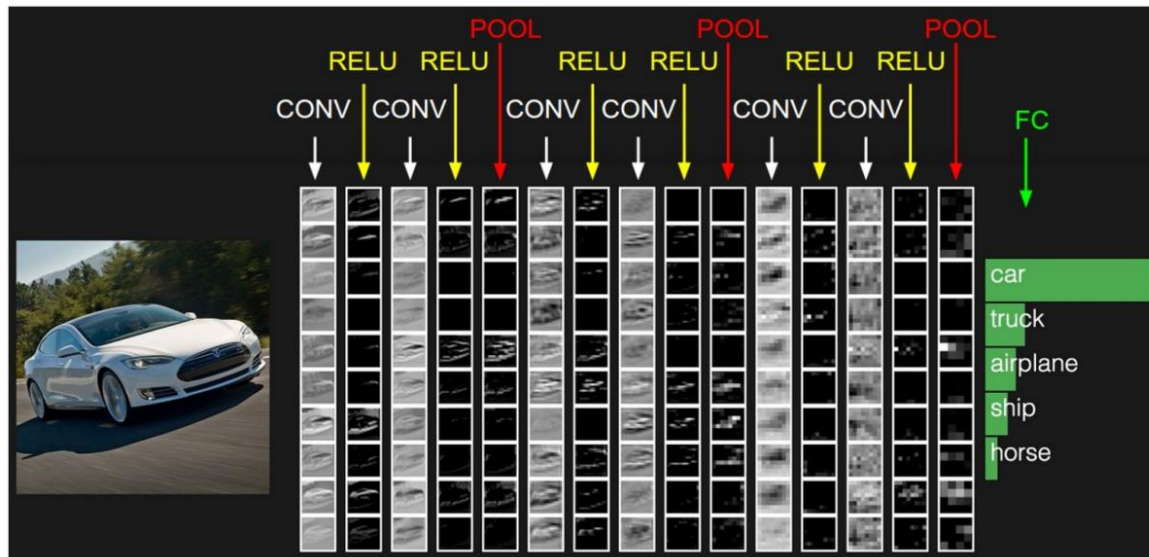 POOL POOL POOL
RELU RELU RELU RELU RELU RELU
CONV CONV CONV CONV CONV CONV
FC
car
truck
airplane
ship
horse